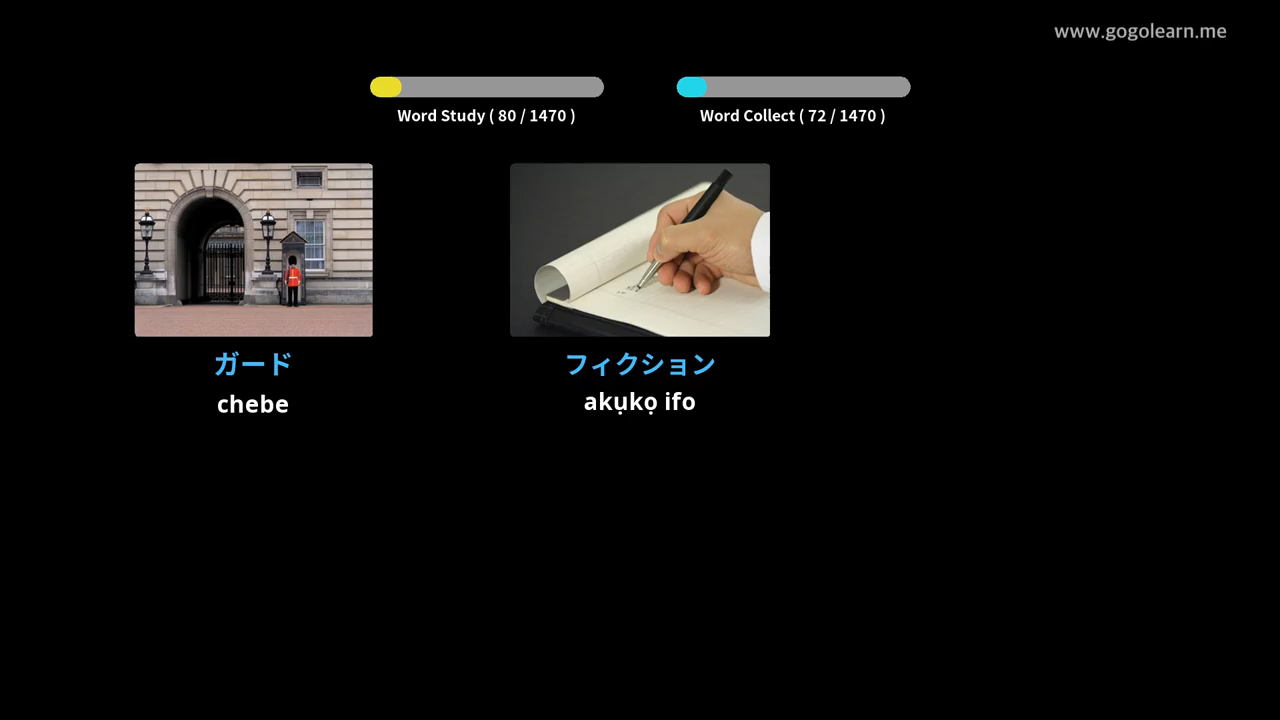 www.gogolearn.me
Word Study ( 80 / 1470 )
Word Collect ( 72 / 1470 )
ガード
chebe
フィクション
akụkọ ifo